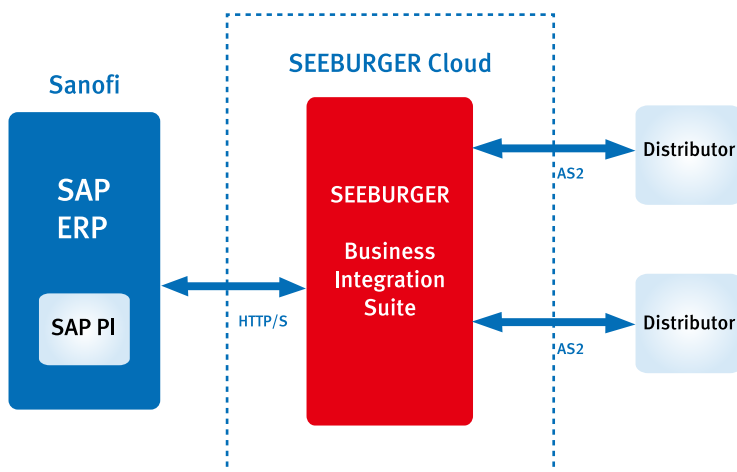 SEEBURGER Cloud
Sanofi
SAP
ERP
SAP PI
HTTP/S
SEEBURGER
Business
Integration
Suite
AS2
Distributor
AS2
Distributor